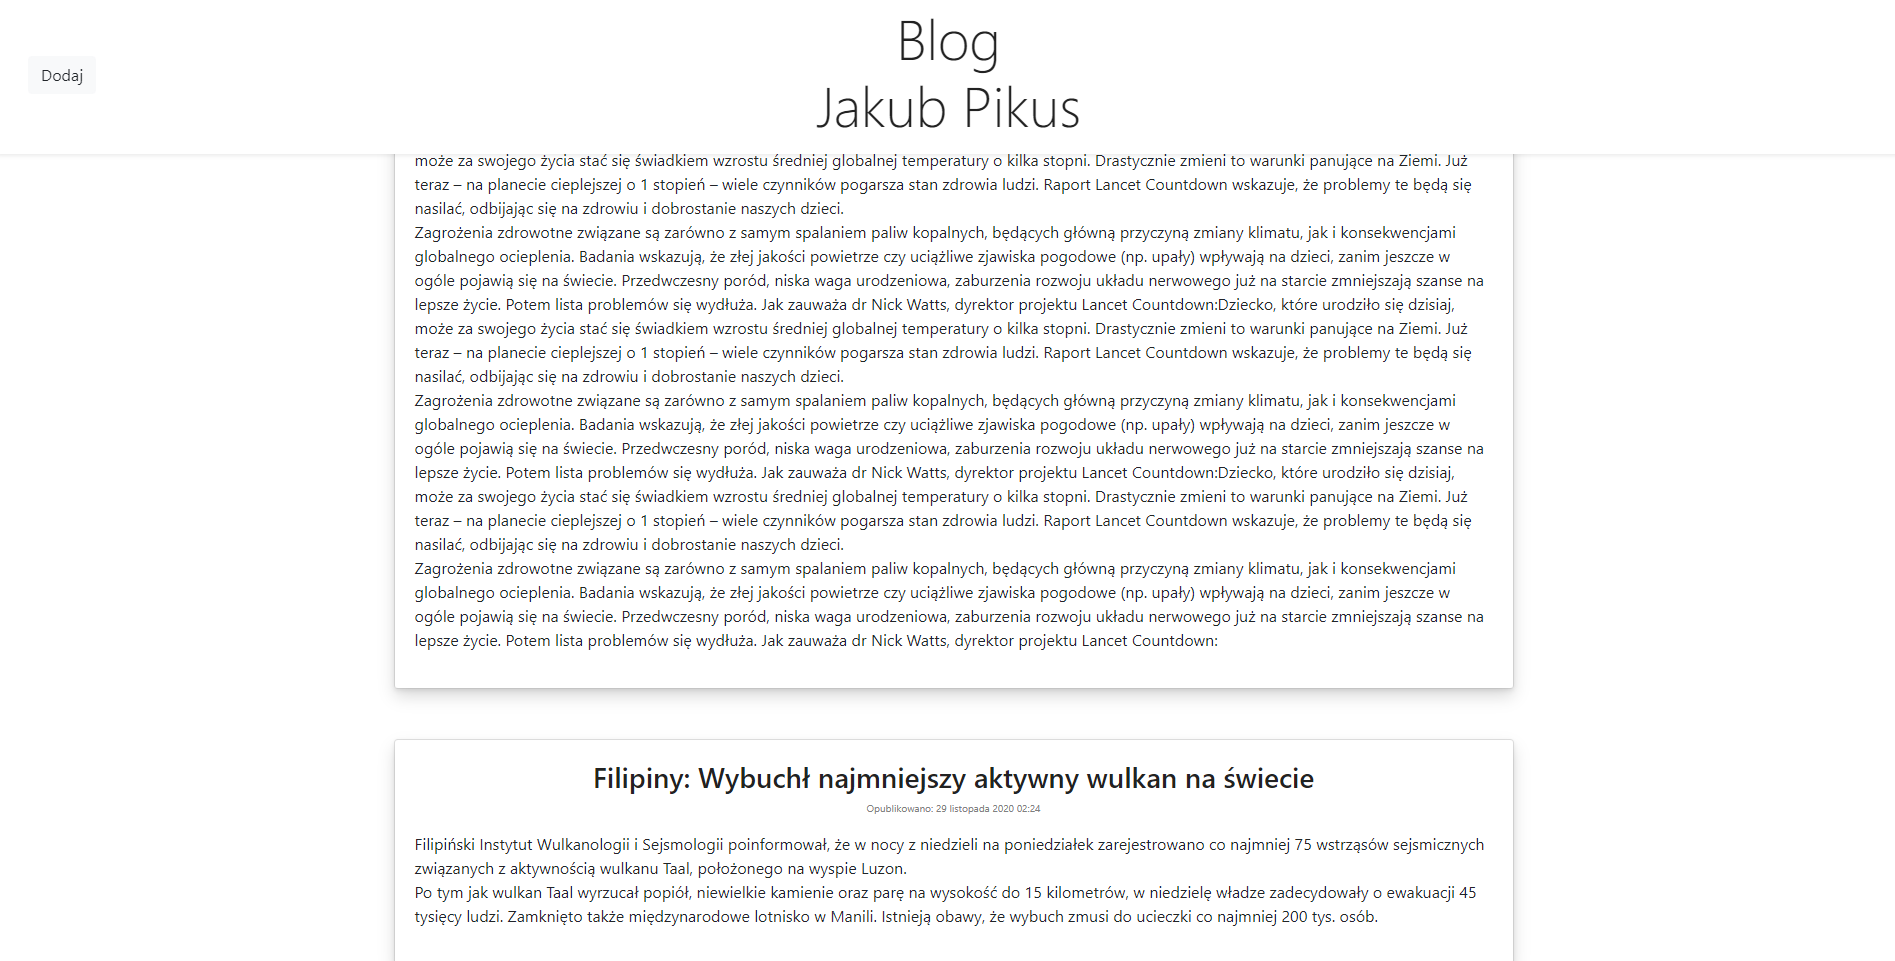 Blog
Jakub Pikus
Dodaj
może za swojego życia stać się świadkiem wzrostu średniej globalnej temperatury o kilka stopni. Drastycznie zmieni to warunki panujące na Ziemi. Już
teraz – na planecie cieplejszej o 1 stopień – wiele czynników pogarsza stan zdrowia ludzi. Raport Lancet Countdown wskazuje, że problemy te będą się
nasilać, odbijając się na zdrowiu i dobrostanie naszych dzieci.
Zagrożenia zdrowotne związane są zarówno z samym spalaniem paliw kopalnych, będących główną przyczyną zmiany klimatu, jak i konsekwencjami
globalnego ocieplenia. Badania wskazują, że złej jakości powietrze czy uciążliwe zjawiska pogodowe (np. upały) wpływają na dzieci, zanim jeszcze w
ogóle pojawią się na świecie. Przedwczesny poród, niska waga urodzeniowa, zaburzenia rozwoju układu nerwowego już na starcie zmniejszają szanse na
lepsze życie. Potem lista problemów się wydłuża. Jak zauważa dr Nick Watts, dyrektor projektu Lancet Countdown:Dziecko, które urodziło się dzisiaj,
może za swojego życia stać się świadkiem wzrostu średniej globalnej temperatury o kilka stopni. Drastycznie zmieni to warunki panujące na Ziemi. Już
teraz – na planecie cieplejszej o 1 stopień – wiele czynników pogarsza stan zdrowia ludzi. Raport Lancet Countdown wskazuje, że problemy te będą się
nasilać, odbijając się na zdrowiu i dobrostanie naszych dzieci.
Zagrożenia zdrowotne związane są zarówno z samym spalaniem paliw kopalnych, będących główną przyczyną zmiany klimatu, jak i konsekwencjami
globalnego ocieplenia. Badania wskazują, że złej jakości powietrze czy uciążliwe zjawiska pogodowe (np. upały) wpływają na dzieci, zanim jeszcze w
ogóle pojawią się na świecie. Przedwczesny poród, niska waga urodzeniowa, zaburzenia rozwoju układu nerwowego już na starcie zmniejszają szanse na
lepsze życie. Potem lista problemów się wydłuża. Jak zauważa dr Nick Watts, dyrektor projektu Lancet Countdown:Dziecko, które urodziło się dzisiaj,
może za swojego życia stać się świadkiem wzrostu średniej globalnej temperatury o kilka stopni. Drastycznie zmieni to warunki panujące na Ziemi. Już
teraz – na planecie cieplejszej o 1 stopień – wiele czynników pogarsza stan zdrowia ludzi. Raport Lancet Countdown wskazuje, że problemy te będą się
nasilać, odbijając się na zdrowiu i dobrostanie naszych dzieci.
Zagrożenia zdrowotne związane są zarówno z samym spalaniem paliw kopalnych, będących główną przyczyną zmiany klimatu, jak i konsekwencjami
globalnego ocieplenia. Badania wskazują, że złej jakości powietrze czy uciążliwe zjawiska pogodowe (np. upały) wpływają na dzieci, zanim jeszcze w
ogóle pojawią się na świecie. Przedwczesny poród, niska waga urodzeniowa, zaburzenia rozwoju układu nerwowego już na starcie zmniejszają szanse na
lepsze życie. Potem lista problemów się wydłuża. Jak zauważa dr Nick Watts, dyrektor projektu Lancet Countdown:
Filipiny: Wybuchł najmniejszy aktywny wulkan na świecie
Opublikowano: 29 listopada 2020 02:24
Filipiński Instytut Wulkanologii i Sejsmologii poinformował, że w nocy z niedzieli na poniedziałek zarejestrowano co najmniej 75 wstrząsów sejsmicznych
związanych z aktywnością wulkanu Taal, położonego na wyspie Luzon.
Po tym jak wulkan Taal wyrzucał popiół, niewielkie kamienie oraz parę na wysokość do 15 kilometrów, w niedzielę władze zadecydowały o ewakuacji 45
tysięcy ludzi. Zamknięto także międzynarodowe lotnisko w Manili. Istnieją obawy, że wybuch zmusi do ucieczki co najmniej 200 tys. osób.